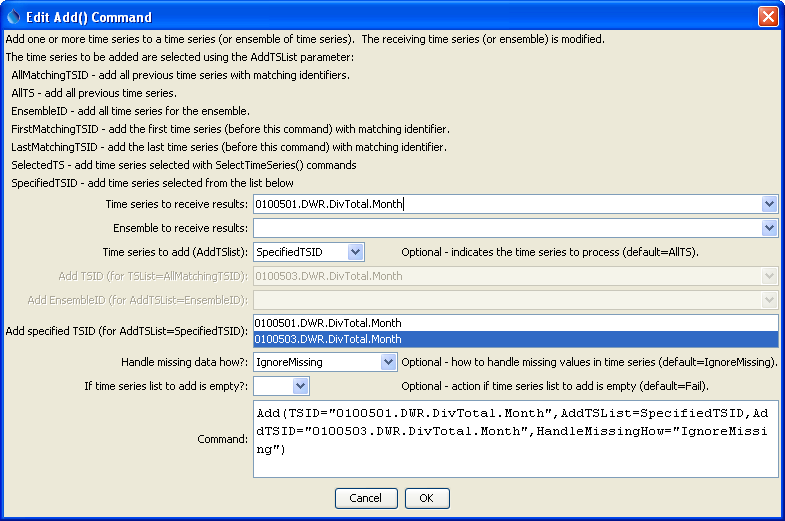 Edit Add() Command
Add one or more time series to a time series (or ensemble of time series).  The receiving time series (or ensemble) is modified.
The time series to be added are selected using the AddTSList parameter:
AllMatchingTSID - add all previous time series with matching identifiers.
AllTS - add all previous time series.
EnsembleID - add all time series for the ensemble.
FirstMatchingTSID - add the first time series (before this command) with matching identifier.
LastMatchingTSID - add the last time series (before this command) with matching identifier.
SelectedTS - add time series selected with SelectTimeSeries() commands
SpecifiedTSID - add time series selected from the list below
Time series to receive results: 0100501.DWR.DivTotal.Month
Ensemble to receive results:
Time series to add (AddTSlist): SpecifiedTSID Optional - indicates the time series to process (default=AllTS).
Add TSID (for TSList=AllMatchingTSID): 0100503.DWR.DivTotal.Month
Add EnsembleID (for AddTSList=EnsembleID):
Add specified TSID (for AddTSList=SpecifiedTSID): 0100501.DWR.DivTotal.Month
0100503.DWR.DivTotal.Month
Handle missing data how?: IgnoreMissing Optional - how to handle missing values in time series (default=IgnoreMissing).
If time series list to add is empty?: Optional - action if time series list to add is empty (default=Fail).
Command:
Add(TSID="0100501.DWR.DivTotal.Month",AddTSList=SpecifiedTSID,Ad
dTSID="0100503.DWR.DivTotal.Month",HandleMissingHow="IgnoreMissi
ng")
Cancel OK